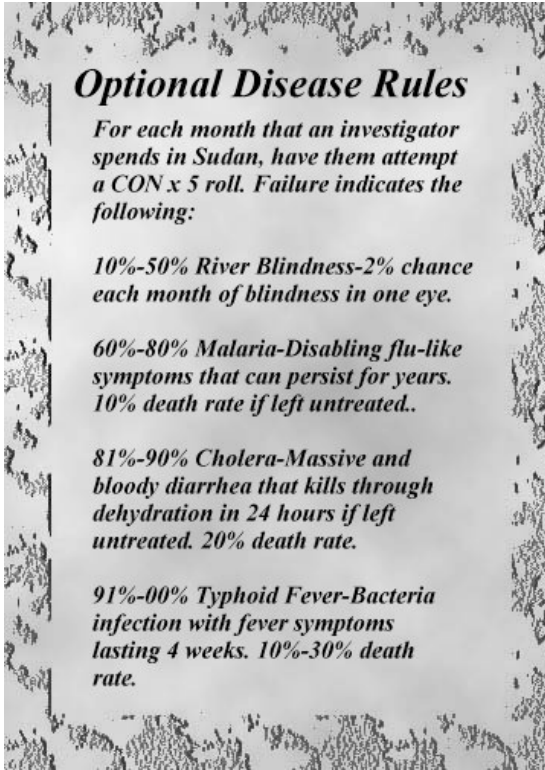 Optional Disease Rules
For each month that an investigator
spends in Sudan, have them attempt
a CON x 5 roll. Failure indicates the
following:
10%-50% River Blindness-2% chance
each month of blindness in one eye.
60%-80% Malaria-Disabling flu-like
symptoms that can persist for years.
10% death rate if left untreated..
81%-90% Cholera-Massive and
bloody diarrhea that kills through
dehydration in 24 hours if left
untreated. 20% death rate.
91%-00% Typhoid Fever-Bacteria
infection with fever symptoms
lasting 4 weeks. 10%-30% death
rate.